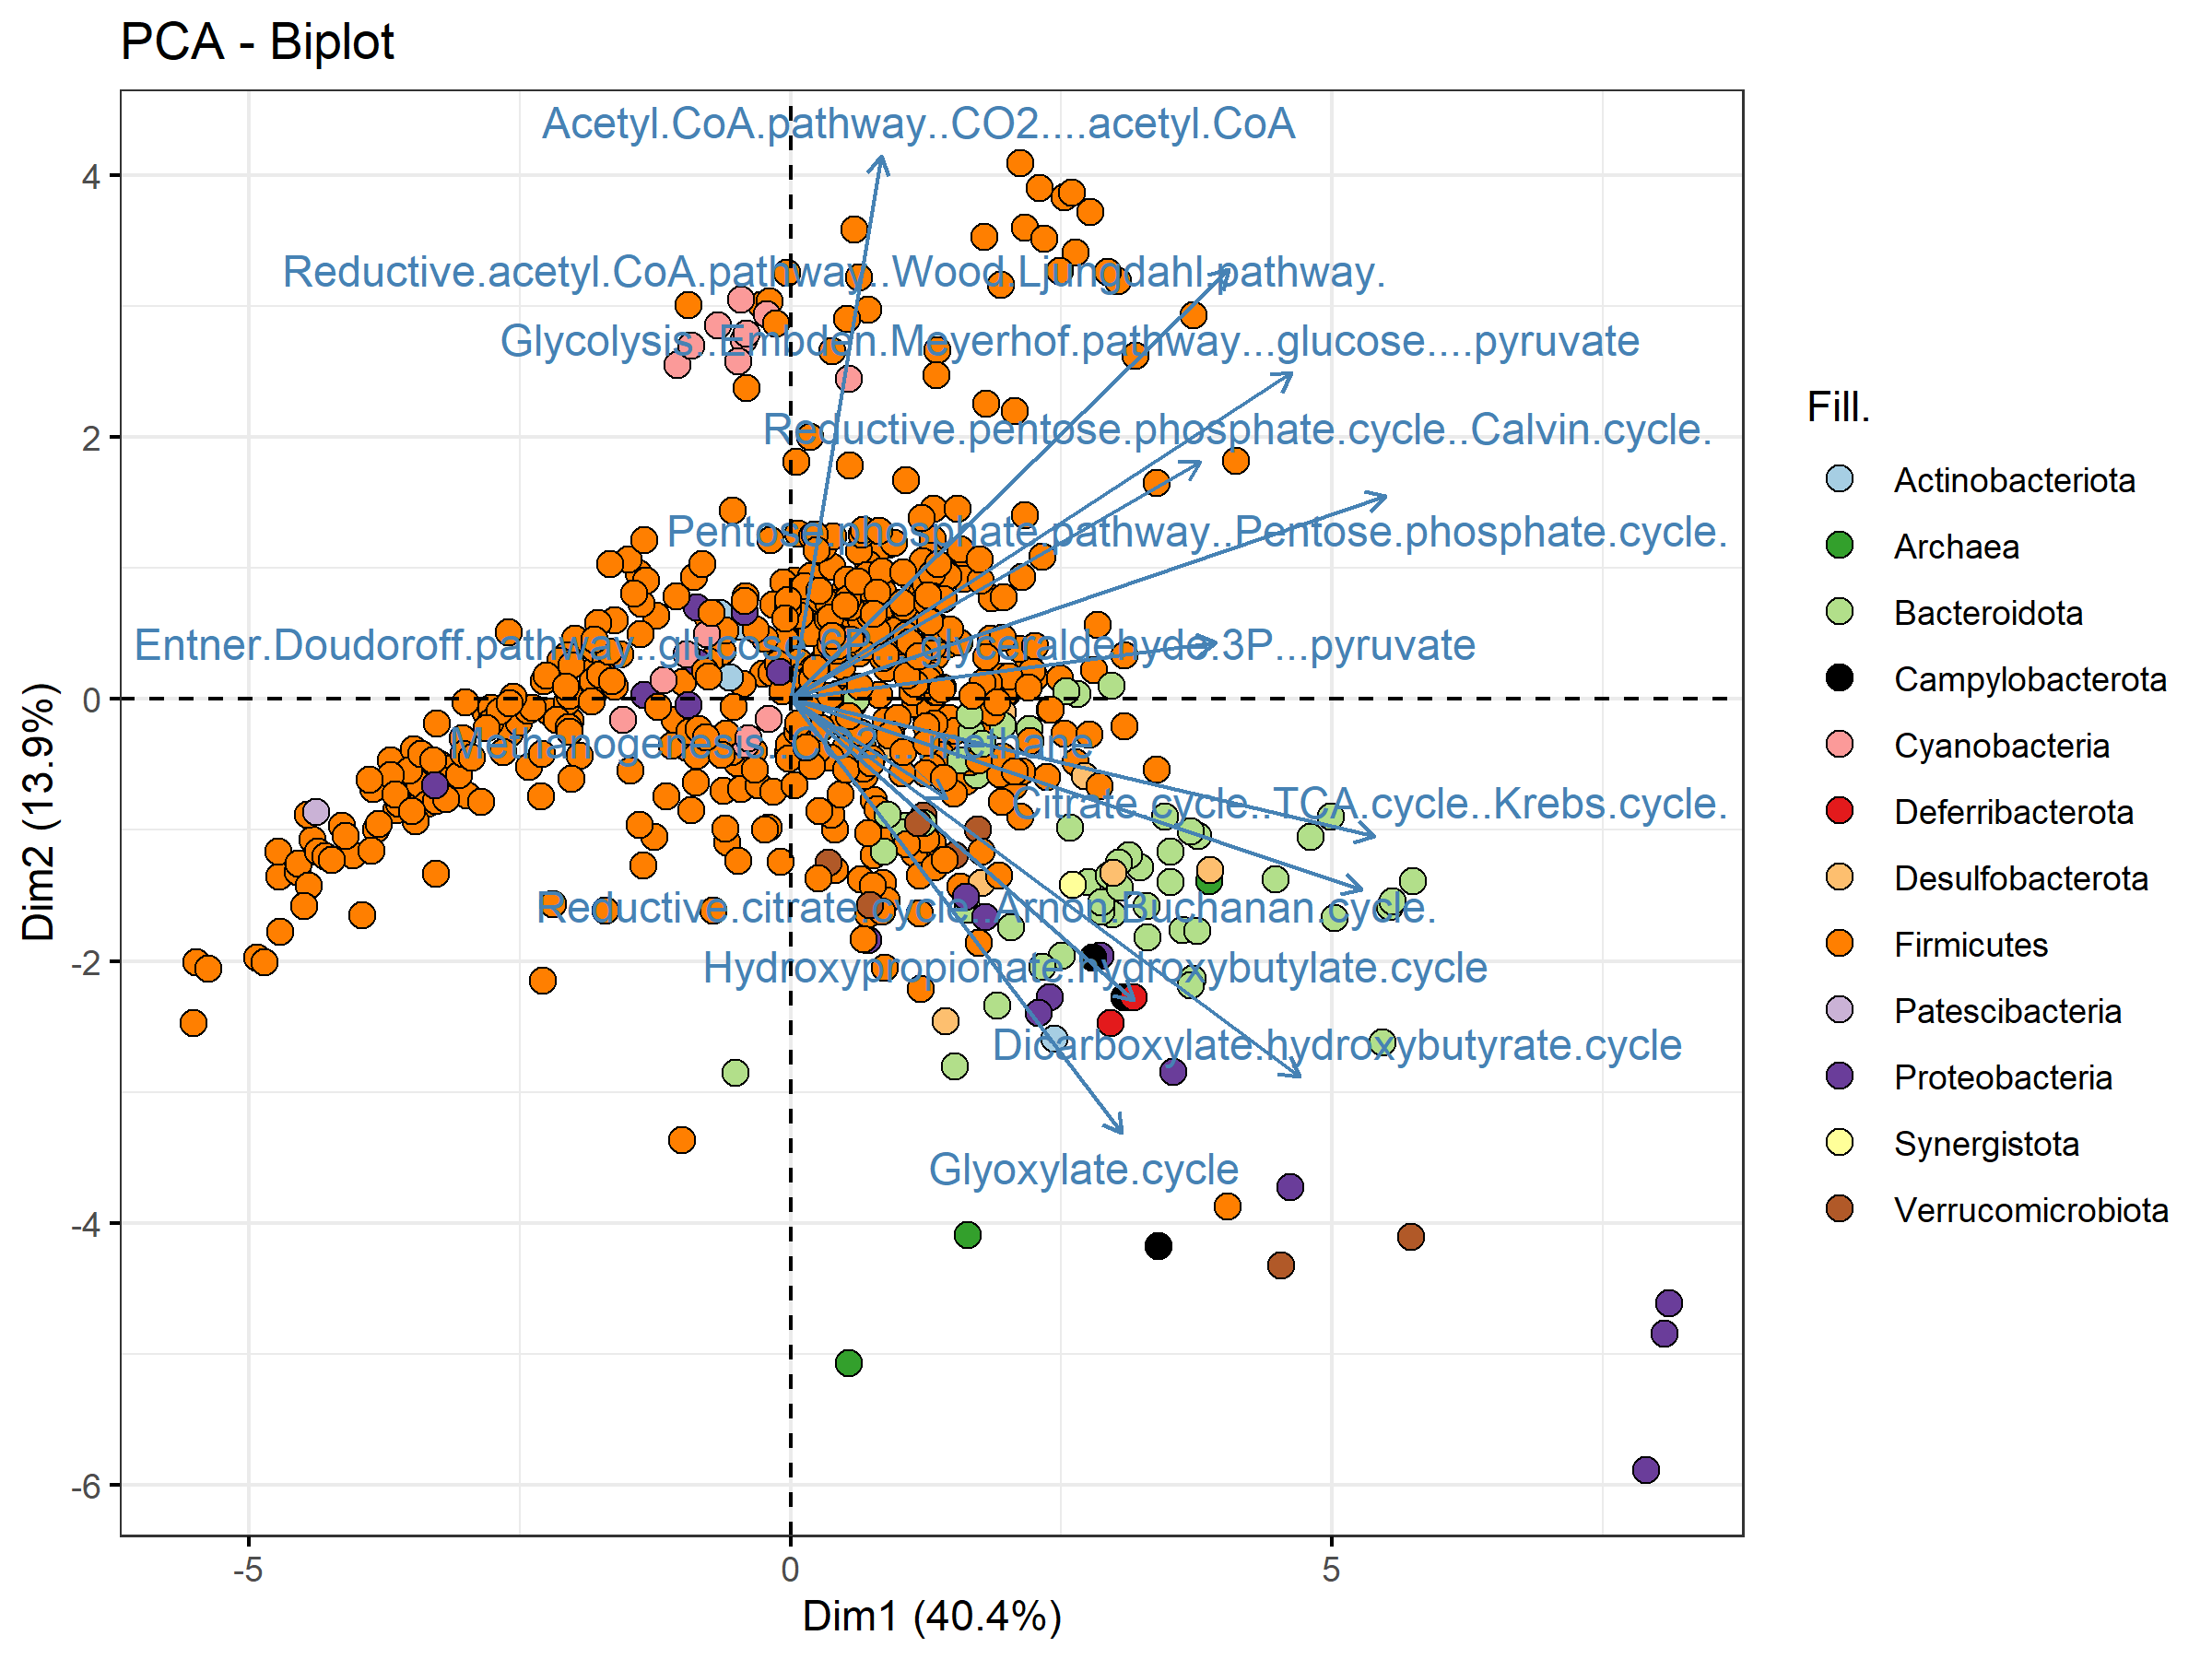 PCA - Biplot
Acetyl.CoA.pathway..CO2....acetyl.CoA
Reductive.acetyl.CoA.pathway..Wood.Ljungdahl.pathway.
Glycolysis..Embden.Meyerhof.pathway...glucose....pyruvate
Reductive.pentose.phosphate.cycle..Calvin.cycle.
Pentose.phosphate.pathway..Pentose.phosphate.cycle.
Entner.Doudoroff.pathway..glucose.6P....glyceraldehyde.3P...pyruvate
Methanogenesis..CO2....methane
Citrate.cycle..TCA.cycle..Krebs.cycle.
Reductive.citrate.cycle..Arnon.Buchanan.cycle.
Hydroxypropionate.hydroxybutylate.cycle
Dicarboxylate.hydroxybutyrate.cycle
Glyoxylate.cycle
4
2
0
-2
-4
-6
Dim2 (13.9%)
-5
0
5
Dim1 (40.4%)
Fill.
Actinobacteriota
Archaea
Bacteroidota
Campylobacterota
Cyanobacteria
Deferribacterota
Desulfobacterota
Firmicutes
Patescibacteria
Proteobacteria
Synergistota
Verrucomicrobiota